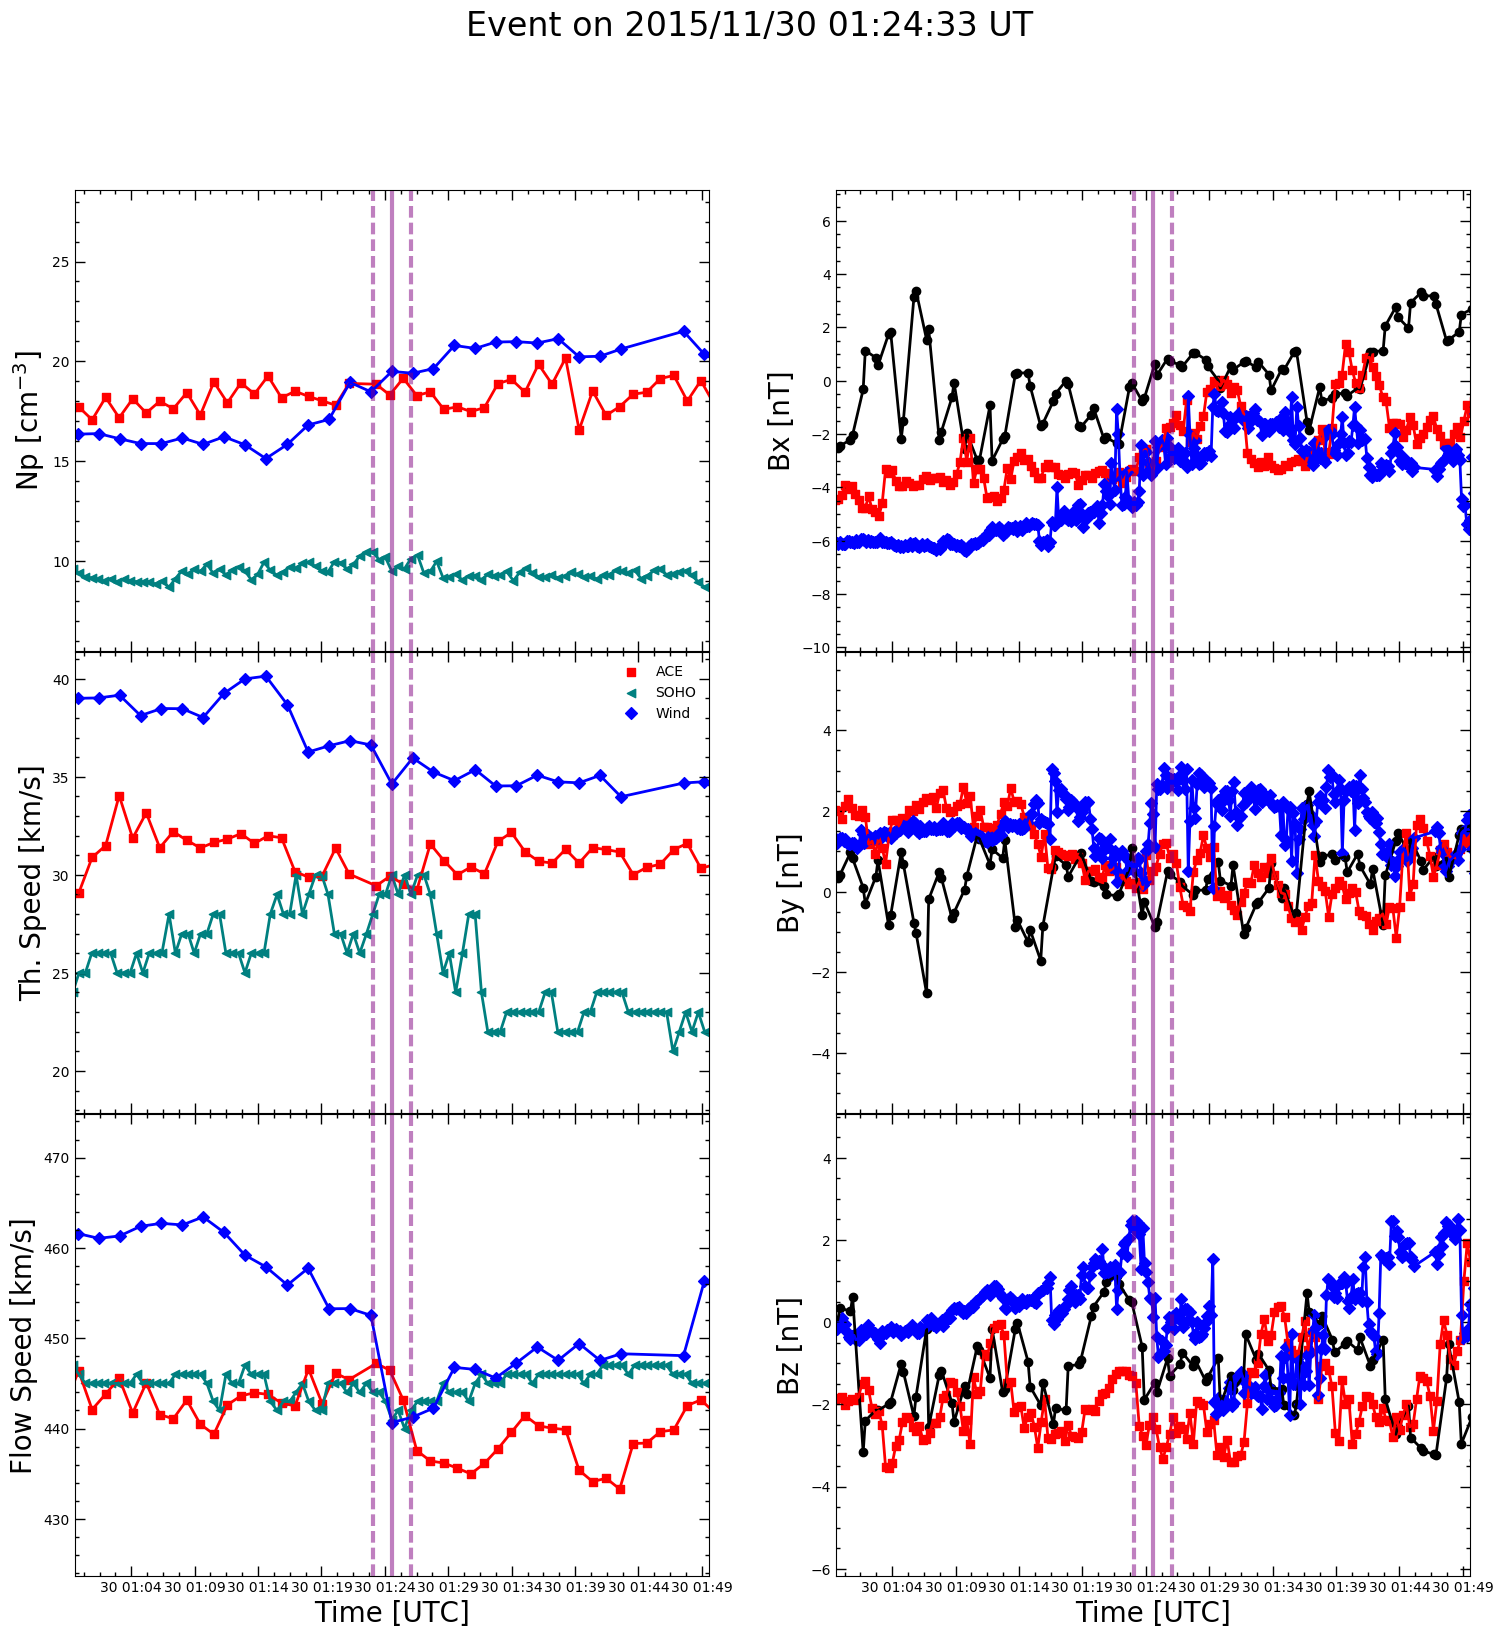 Event on 2015/11/30 01:24:33 UT
Np [cm⁻³]
25
20
15
10
Th. Speed [km/s]
40
35
30
25
20
ACE
SOHO
Wind
Flow Speed [km/s]
470
460
450
440
430
30 01:04 30 01:09 30 01:14 30 01:19 30 01:24 30 01:29 30 01:34 30 01:39 30 01:44 30 01:49
Time [UTC]
Bx [nT]
6
4
2
0
−2
−4
−6
−8
−10
By [nT]
4
2
0
−2
−4
Bz [nT]
4
2
0
−2
−4
−6
30 01:04 30 01:09 30 01:14 30 01:19 30 01:24 30 01:29 30 01:34 30 01:39 30 01:44 30 01:49
Time [UTC]